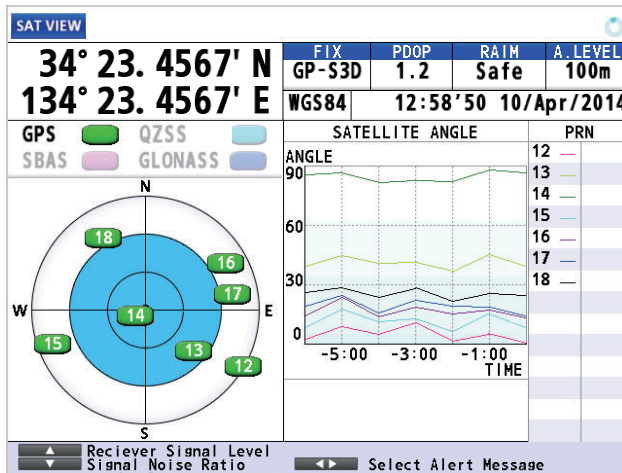 SAT VIEW
34° 23. 4567' N
134° 23. 4567' E
FIX PDOP RAIM A.LEVEL
GP-S3D 1.2 Safe 100m
WGS84 12:58'50 10/Apr/2014
GPS QZSS
SBAS GLONASS
N
18
16
17
W
14
E
15
13
12
S
SATELLITE ANGLE
ANGLE
90
60
30
0
-5:00 -3:00 -1:00
TIME
PRN
12
13
14
15
16
17
18
Reciever Signal Level
Signal Noise Ratio
Select Alert Message